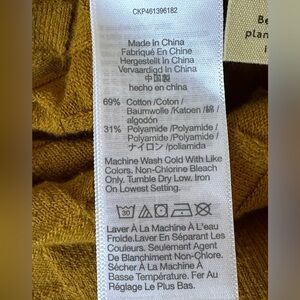 CKP461396182
Made in China
Fabriqué En Chine
Hergestellt in China
Vervaardigd in China
中国製
hecho en china
69% Cotton /Coton /
Baumwolle /Katoen / 綿 /
algodón
31% Polyamide /Polyamide /
Polyamid / Polyamide /
ナイロン / poliamida
Machine Wash Cold With Like
Colors. Non-Chlorine Bleach
Only. Tumble Dry Low. Iron
On Lowest Setting.
30
Laver À La Machine À L'eau
Froide.Laver En Séparant Les
Couleurs. Seulement Agent
De Blanchiment Non-Chlore.
Sécher À La Machine À
Basse Température. Fer Au
Réglage Le Plus Bas.
Be
plan